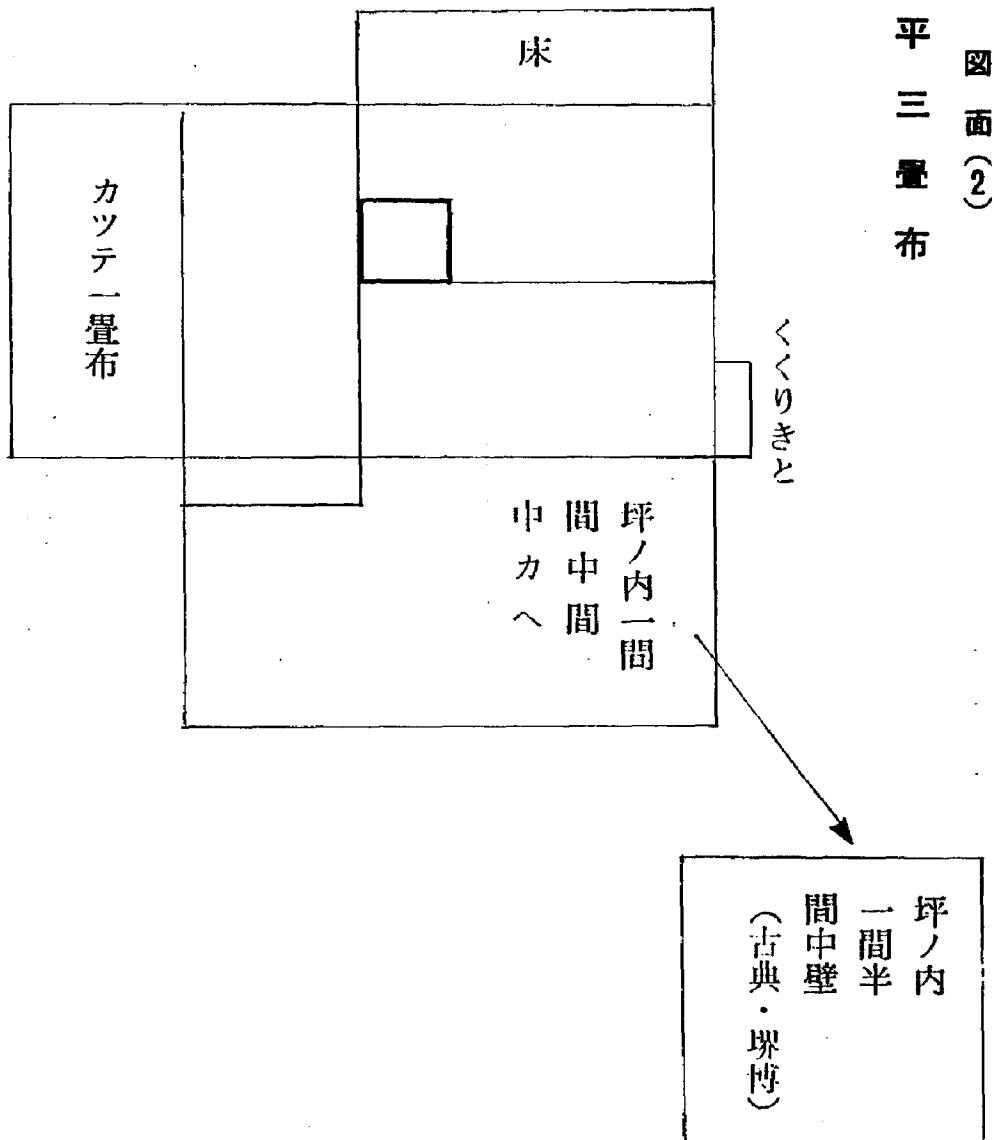 図面(2)
平三畳布
床
カツテ一畳布
くくりきと
坪ノ内一間
間中間
中カヘ
坪ノ内
一間半
間中壁
(古典・堺博)